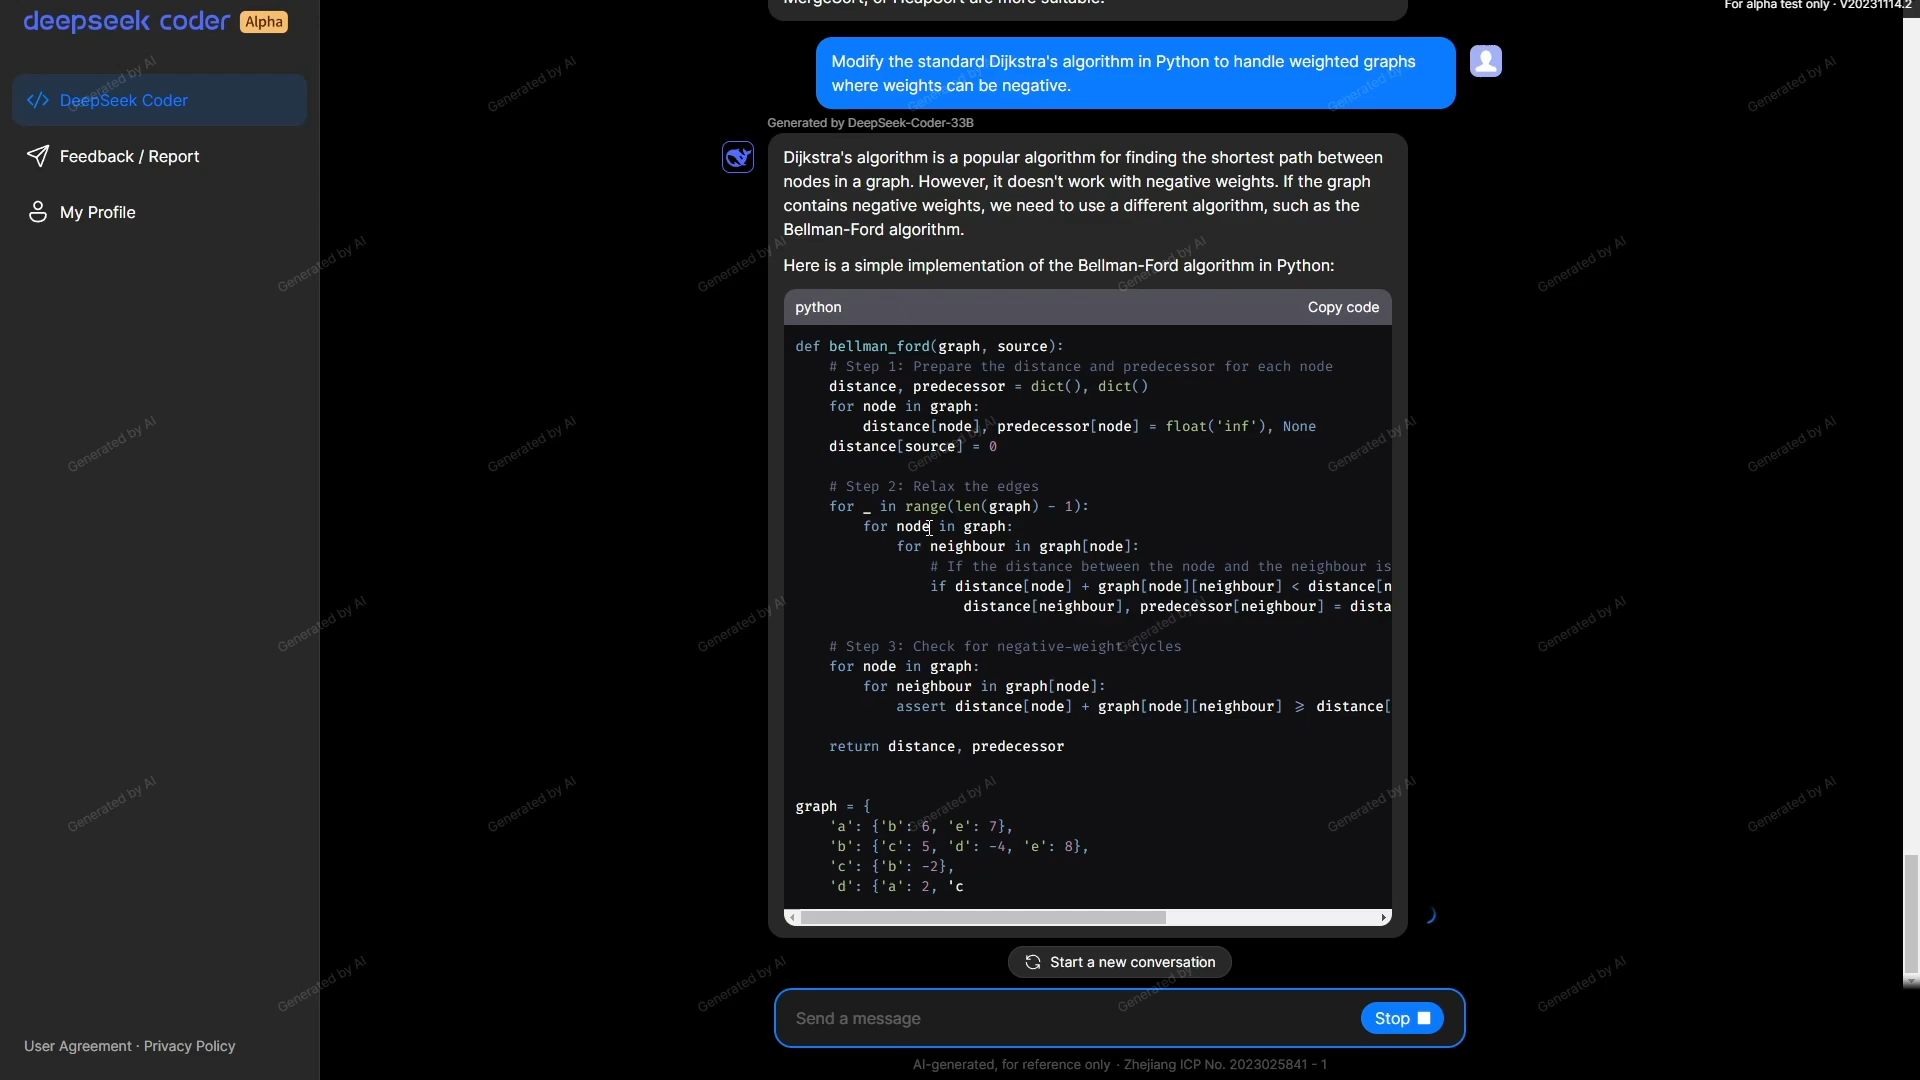 deepseek coder Alpha
DeepSeek Coder
Feedback / Report
My Profile
User Agreement · Privacy Policy
For alpha test only · V20231114.2
MergeSort, or HeapSort are more suitable.
Modify the standard Dijkstra's algorithm in Python to handle weighted graphs
where weights can be negative.
Generated by DeepSeek-Coder-33B
Dijkstra's algorithm is a popular algorithm for finding the shortest path between
nodes in a graph. However, it doesn't work with negative weights. If the graph
contains negative weights, we need to use a different algorithm, such as the
Bellman-Ford algorithm.
Here is a simple implementation of the Bellman-Ford algorithm in Python:
python Copy code
def bellman_ford(graph, source):
    # Step 1: Prepare the distance and predecessor for each node
    distance, predecessor = dict(), dict()
    for node in graph:
        distance[node], predecessor[node] = float('inf'), None
    distance[source] = 0
    # Step 2: Relax the edges
    for _ in range(len(graph) - 1):
        for node in graph:
            for neighbour in graph[node]:
                # If the distance between the node and the neighbour is
                if distance[node] + graph[node][neighbour] < distance[n
                    distance[neighbour], predecessor[neighbour] = dista
    # Step 3: Check for negative-weight cycles
    for node in graph:
        for neighbour in graph[node]:
            assert distance[node] + graph[node][neighbour] >= distance[
    return distance, predecessor
graph = {
    'a': {'b': 6, 'e': 7},
    'b': {'c': 5, 'd': -4, 'e': 8},
    'c': {'b': -2},
    'd': {'a': 2, 'c
Start a new conversation
Send a message
Stop
AI-generated, for reference only · Zhejiang ICP No. 2023025841 - 1
Generated by AI